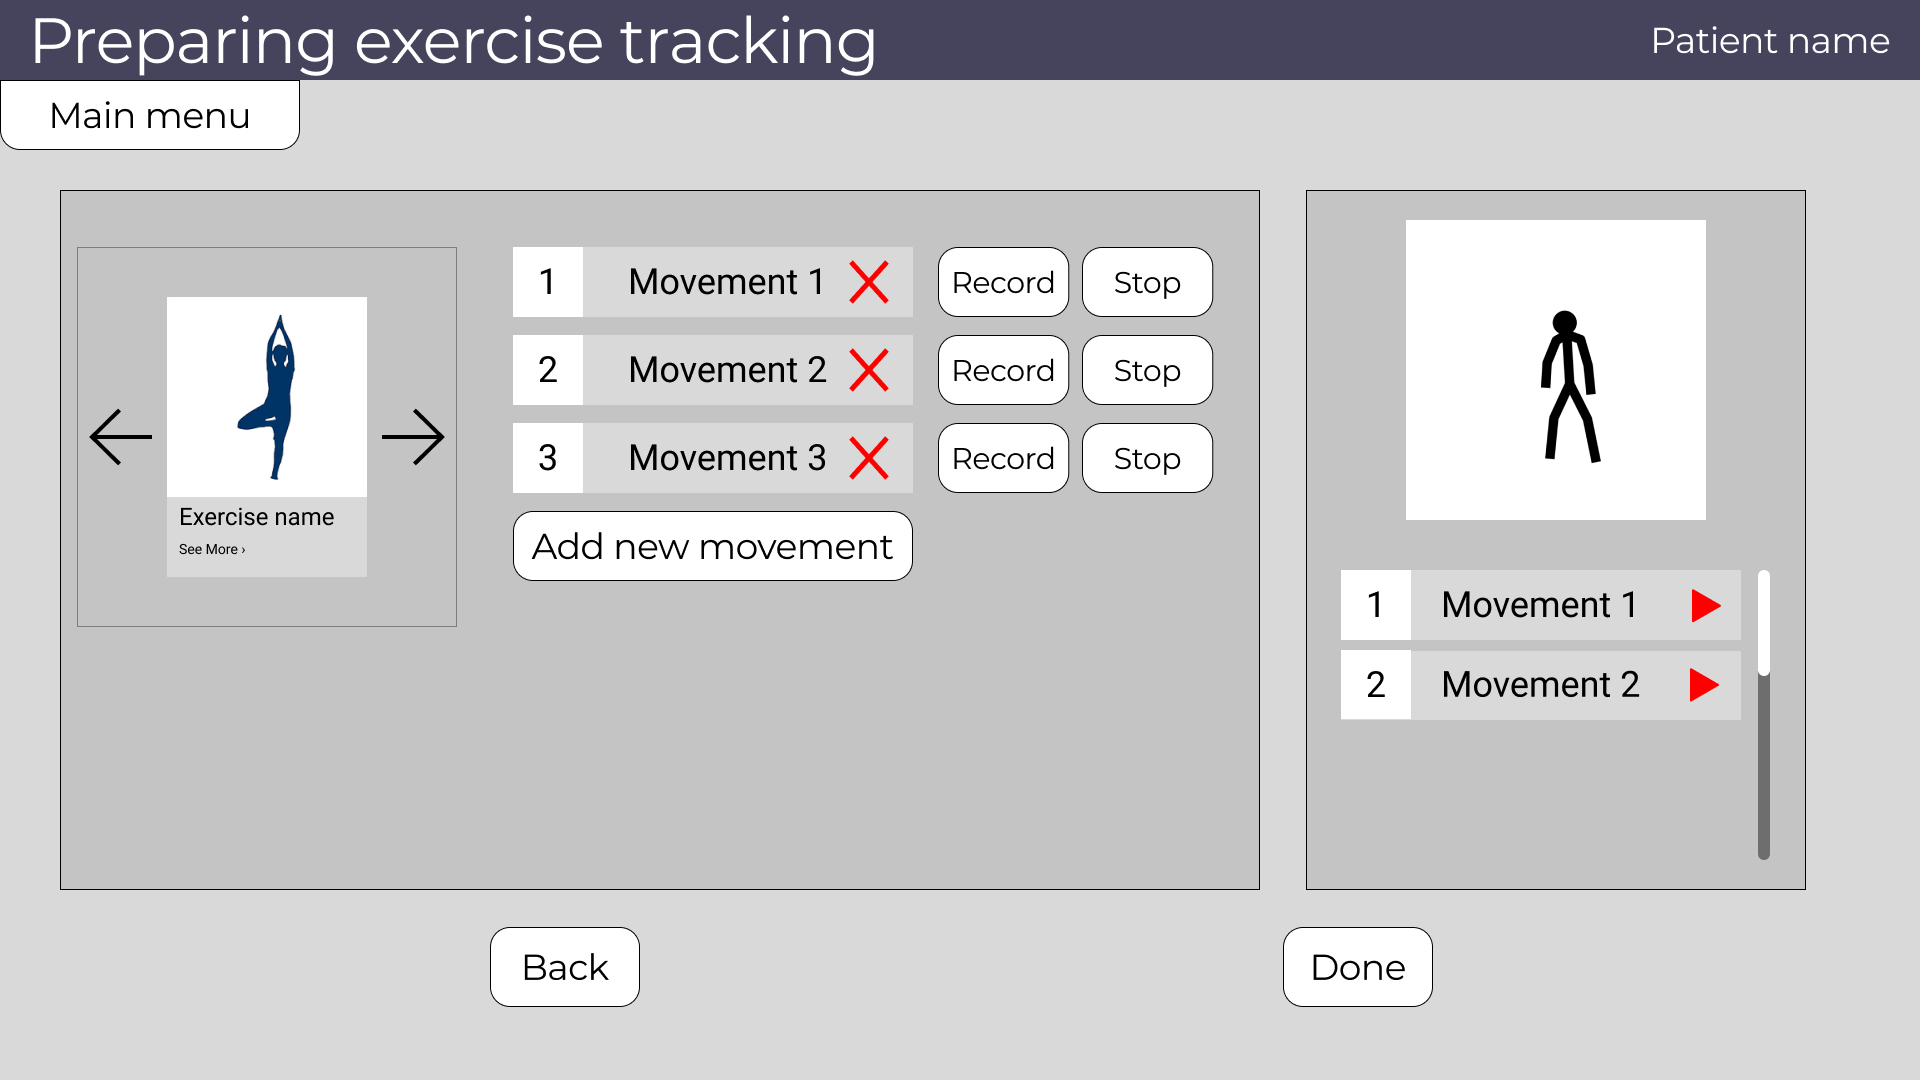 Preparing exercise tracking
Patient name
Main menu
Exercise name
See More ›
1 Movement 1 Record Stop
2 Movement 2 Record Stop
3 Movement 3 Record Stop
Add new movement
1 Movement 1
2 Movement 2
Back
Done